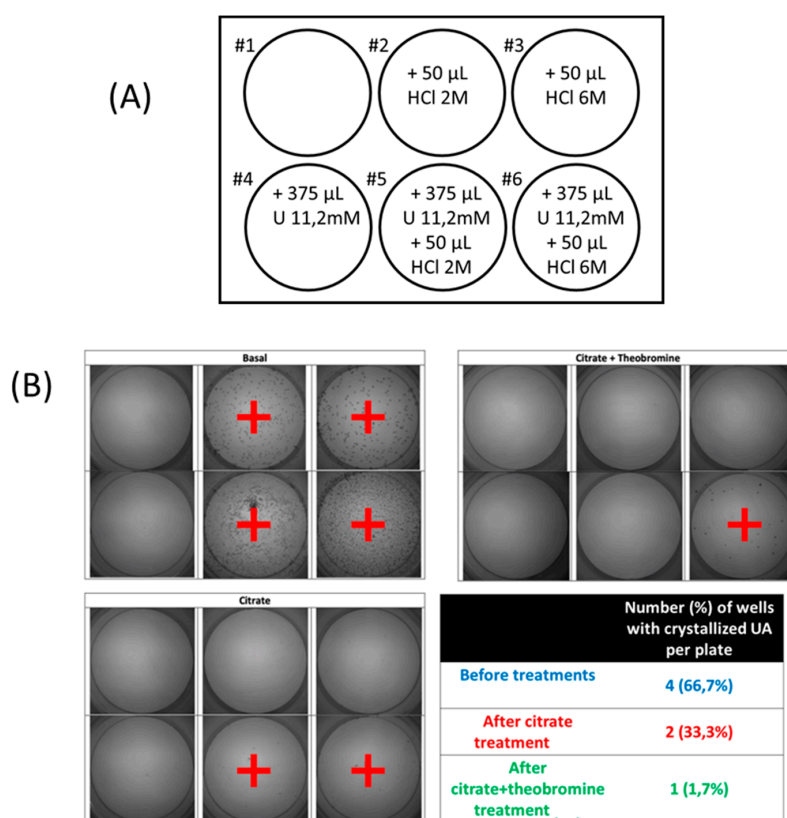 (A)
#1
#2
+ 50 µL
HCl 2M
#3
+ 50 µL
HCl 6M
#4
+ 375 µL
U 11,2mM
#5
+ 375 µL
U 11,2mM
+ 50 µL
HCl 2M
#6
+ 375 µL
U 11,2mM
+ 50 µL
HCl 6M
(B)
Basal
Citrate + Theobromine
Citrate
Number (%) of wells
with crystallized UA
per plate
Before treatments
4 (66,7%)
After citrate
treatment
2 (33,3%)
After
citrate+theobromine
treatment
1 (1,7%)